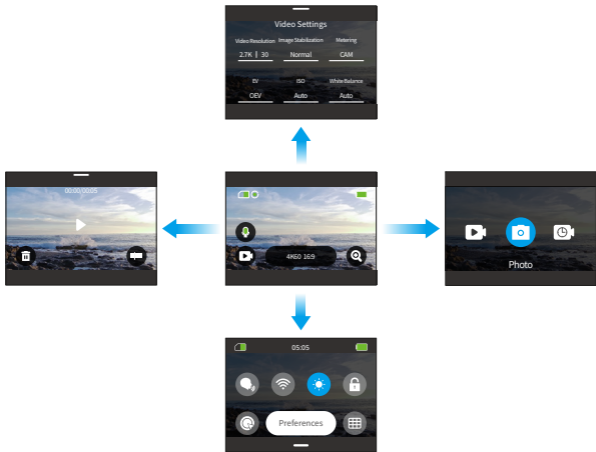 Video Settings
Video Resolution Image Stabilization Metering
2.7K | 30 Normal CAM
EV ISO White Balance
OEV Auto Auto
00:00/00:05
4K60 16:9
Photo
05:05
Preferences